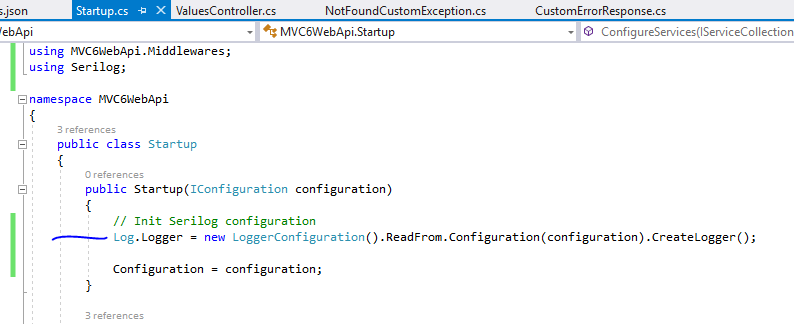 s.json Startup.cs ValuesController.cs NotFoundCustomException.cs CustomErrorResponse.cs
WebApi MVC6WebApi.Startup ConfigureServices(IServiceCollection
using MVC6WebApi.Middlewares;
using Serilog;
namespace MVC6WebApi
{
3 references
public class Startup
{
0 references
public Startup(IConfiguration configuration)
{
// Init Serilog configuration
Log.Logger = new LoggerConfiguration().ReadFrom.Configuration(configuration).CreateLogger();
Configuration = configuration;
}
3 references